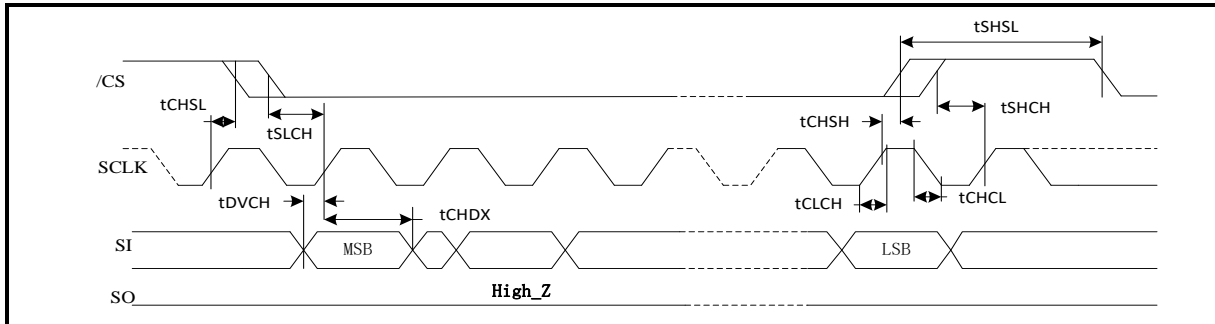 tSHSL
/CS
tCHSL
tSLCH
tCHSH
tSHCH
SCLK
tDVCH
tCHDX
tCLCH
tCHCL
SI
MSB
LSB
High_Z
SO